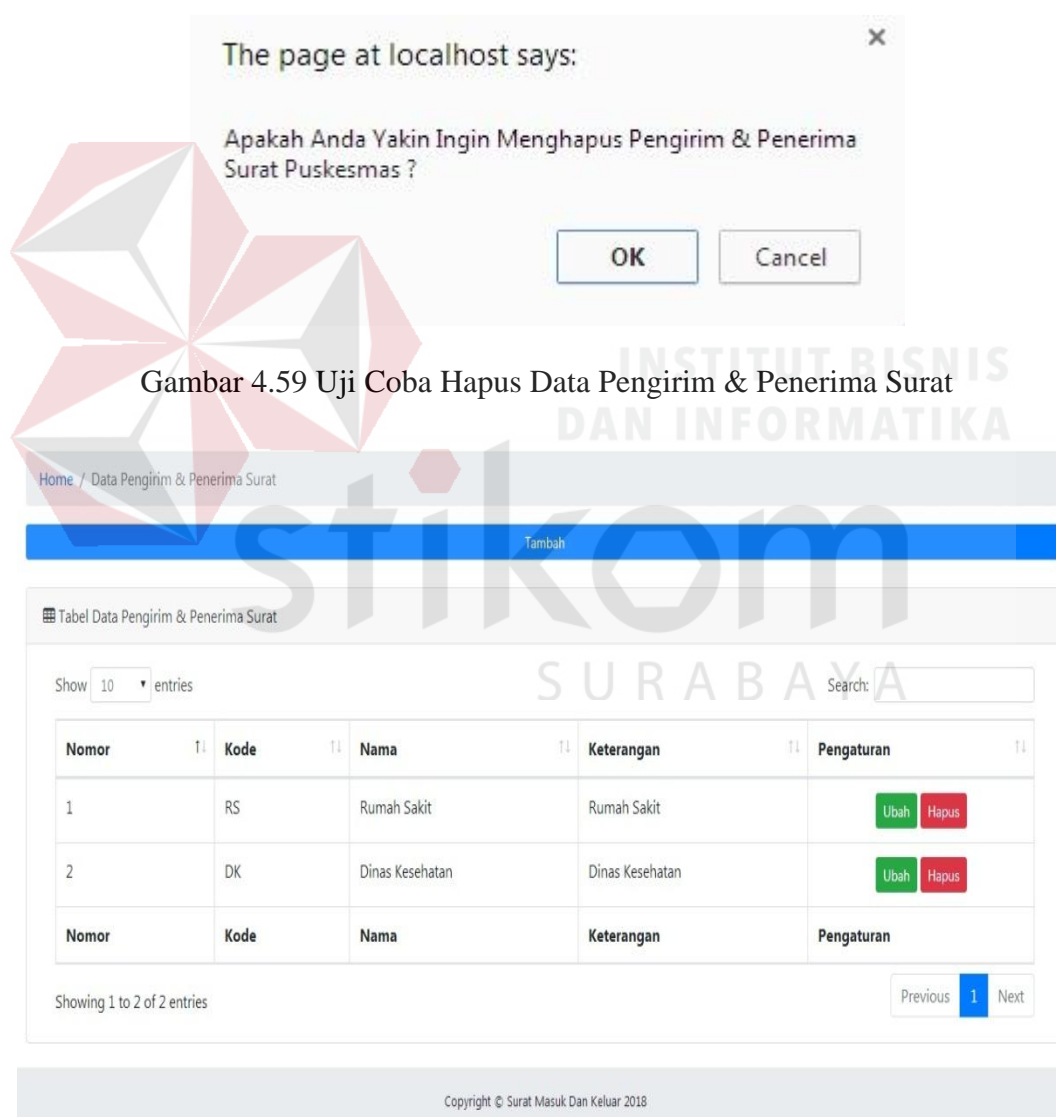 The page at localhost says:
×
Apakah Anda Yakin Ingin Menghapus Pengirim & Penerima
Surat Puskesmas ?
OK Cancel
INSTITUT BISNIS
Gambar 4.59 Uji Coba Hapus Data Pengirim & Penerima Surat
DAN INFORMATIKA
Home / Data Pengirim & Penerima Surat
stikom
Tambah
Tabel Data Pengirim & Penerima Surat
SURABAYA
Show 10 entries Search:
Nomor Kode Nama Keterangan Pengaturan
1 RS Rumah Sakit Rumah Sakit Ubah Hapus
2 DK Dinas Kesehatan Dinas Kesehatan Ubah Hapus
Nomor Kode Nama Keterangan Pengaturan
Showing 1 to 2 of 2 entries Previous 1 Next
Copyright © Surat Masuk Dan Keluar 2018